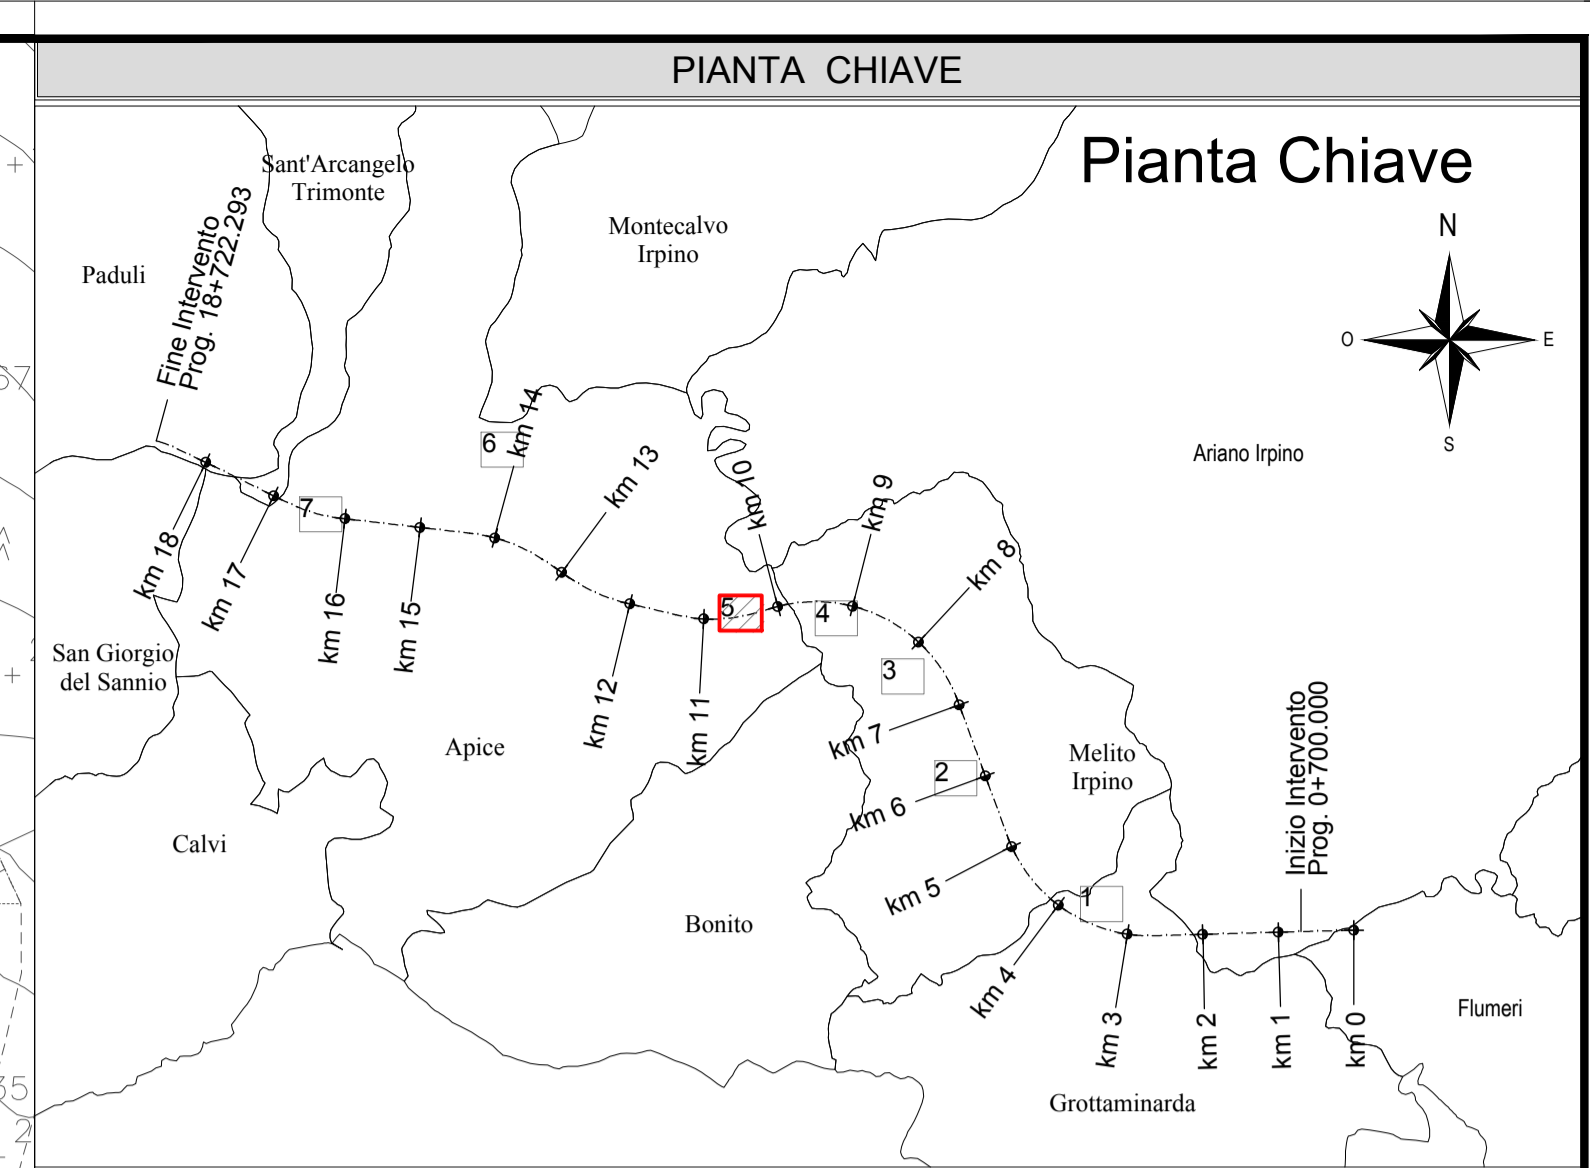 PIANTA CHIAVE
Pianta Chiave
Sant'Arcangelo
Trimonte
Montecalvo
Irpino
Paduli
Fine Intervento
Prog. 18+722.293
N
O
E
S
Ariano Irpino
6
km 14
km 13
km 10
km 9
7
km 8
km 18
km 17
km 16
km 15
5
4
3
San Giorgio
del Sannio
km 12
km 11
km 7
Apice
Melito
Irpino
2
km 6
Inizio Intervento
Prog. 0+700.000
Calvi
km 5
1
Bonito
km 4
km 3
km 2
km 1
km 0
Flumeri
Grottaminarda